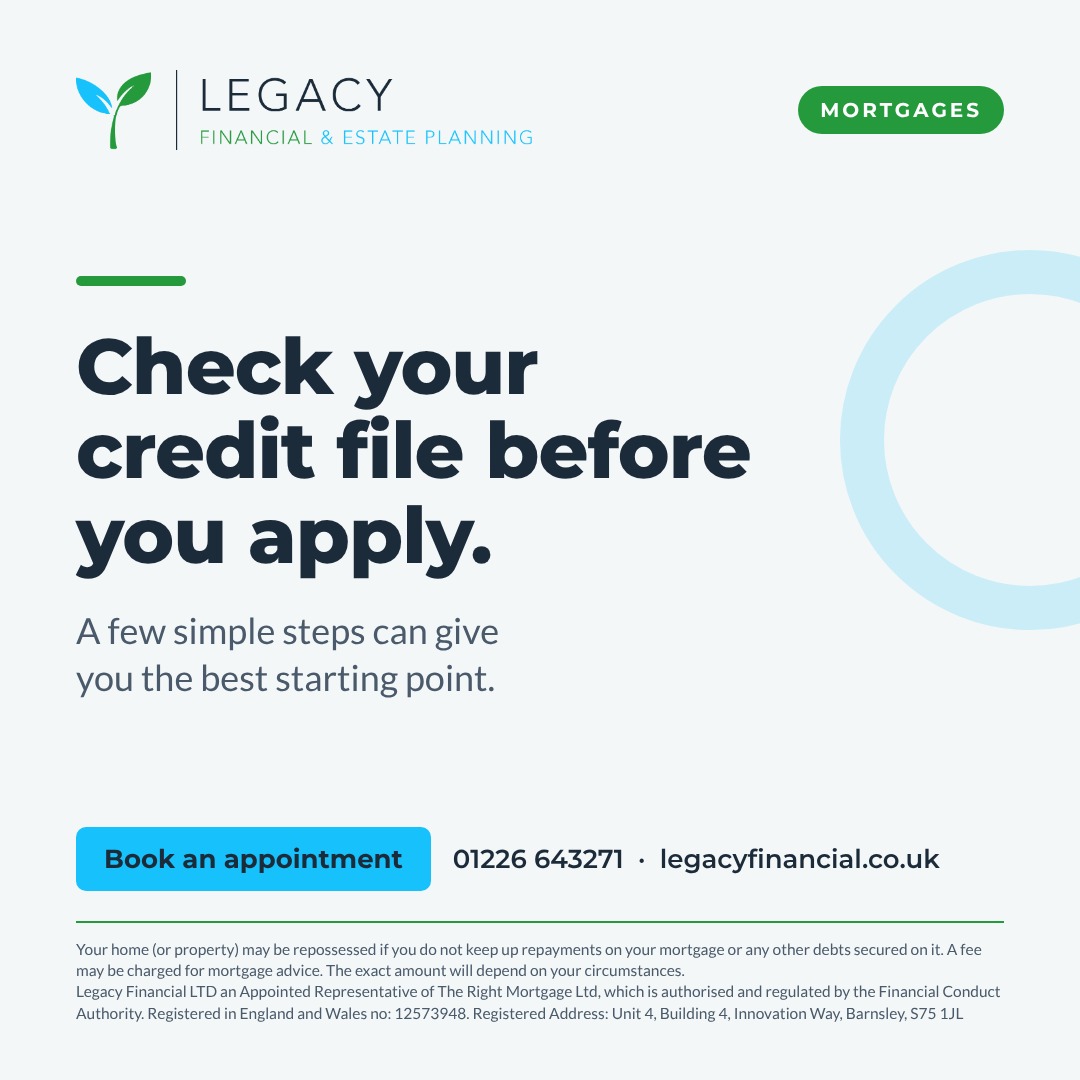 LEGACY
FINANCIAL & ESTATE PLANNING
MORTGAGES
Check your
credit file before
you apply.
A few simple steps can give
you the best starting point.
Book an appointment
01226 643271 · legacyfinancial.co.uk
Your home (or property) may be repossessed if you do not keep up repayments on your mortgage or any other debts secured on it. A fee
may be charged for mortgage advice. The exact amount will depend on your circumstances.
Legacy Financial LTD an Appointed Representative of The Right Mortgage Ltd, which is authorised and regulated by the Financial Conduct
Authority. Registered in England and Wales no: 12573948. Registered Address: Unit 4, Building 4, Innovation Way, Barnsley, S75 1JL